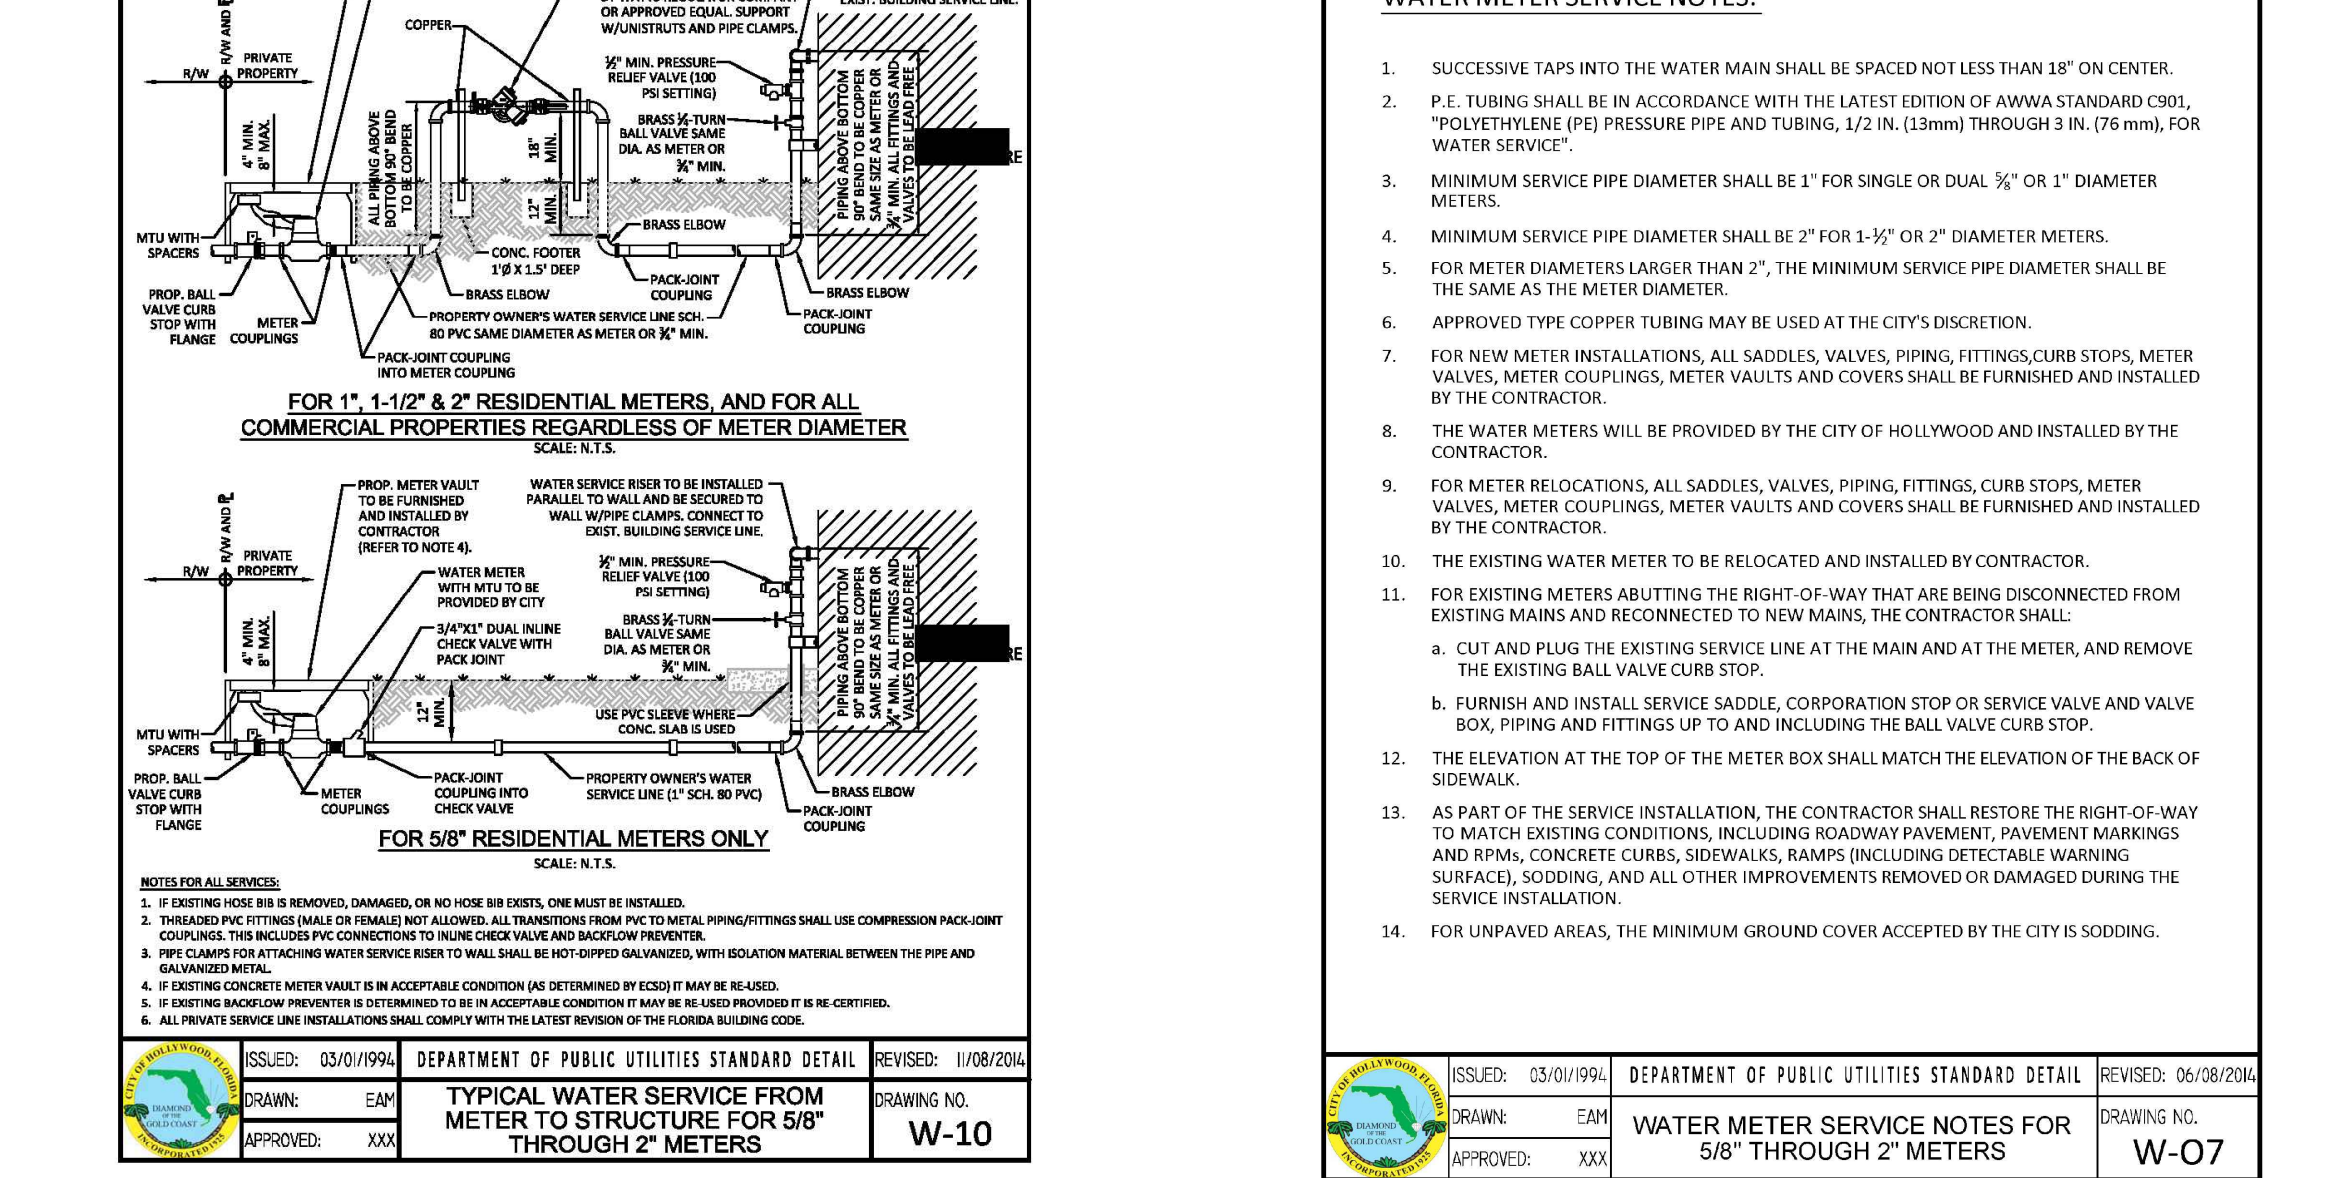 OR APPROVED EQUAL. SUPPORT
W/UNISTRUTS AND PIPE CLAMPS.
EXIST. BUILDING SERVICE LINE.
COPPER
R/W AND PL
PRIVATE
R/W PROPERTY
½" MIN. PRESSURE
RELIEF VALVE (100
PSI SETTING)
BRASS ¼-TURN
BALL VALVE SAME
DIA. AS METER OR
¾" MIN.
4" MIN.
8" MAX.
ALL PIPING ABOVE
BOTTOM 90° BEND
TO BE COPPER
18"
MIN.
12"
MIN.
PIPING ABOVE BOTTOM
90° BEND TO BE COPPER
SAME SIZE AS METER OR
¾" MIN. ALL FITTINGS AND
VALVES TO BE LEAD FREE
RE
MTU WITH
SPACERS
BRASS ELBOW
CONC. FOOTER
1'Ø X 1.5' DEEP
PACK-JOINT
COUPLING
BRASS ELBOW
BRASS ELBOW
PROP. BALL
VALVE CURB
STOP WITH
FLANGE
METER
COUPLINGS
PROPERTY OWNER'S WATER SERVICE LINE SCH.
80 PVC SAME DIAMETER AS METER OR ¾" MIN.
PACK-JOINT
COUPLING
PACK-JOINT COUPLING
INTO METER COUPLING
FOR 1", 1-1/2" & 2" RESIDENTIAL METERS, AND FOR ALL
COMMERCIAL PROPERTIES REGARDLESS OF METER DIAMETER
SCALE: N.T.S.
PROP. METER VAULT
TO BE FURNISHED
AND INSTALLED BY
CONTRACTOR
(REFER TO NOTE 4).
WATER SERVICE RISER TO BE INSTALLED
PARALLEL TO WALL AND BE SECURED TO
WALL W/PIPE CLAMPS. CONNECT TO
EXIST. BUILDING SERVICE LINE.
R/W AND PL
PRIVATE
R/W PROPERTY
WATER METER
WITH MTU TO BE
PROVIDED BY CITY
½" MIN. PRESSURE
RELIEF VALVE (100
PSI SETTING)
3/4"X1" DUAL INLINE
CHECK VALVE WITH
PACK JOINT
BRASS ¼-TURN
BALL VALVE SAME
DIA. AS METER OR
¾" MIN.
4" MIN.
8" MAX.
12"
MIN.
PIPING ABOVE BOTTOM
90° BEND TO BE COPPER
SAME SIZE AS METER OR
¾" MIN. ALL FITTINGS AND
VALVES TO BE LEAD FREE
RE
USE PVC SLEEVE WHERE
CONC. SLAB IS USED
MTU WITH
SPACERS
PROP. BALL
VALVE CURB
STOP WITH
FLANGE
METER
COUPLINGS
PACK-JOINT
COUPLING INTO
CHECK VALVE
PROPERTY OWNER'S WATER
SERVICE LINE (1" SCH. 80 PVC)
BRASS ELBOW
PACK-JOINT
COUPLING
FOR 5/8" RESIDENTIAL METERS ONLY
SCALE: N.T.S.
NOTES FOR ALL SERVICES:
1. IF EXISTING HOSE BIB IS REMOVED, DAMAGED, OR NO HOSE BIB EXISTS, ONE MUST BE INSTALLED.
2. THREADED PVC FITTINGS (MALE OR FEMALE) NOT ALLOWED. ALL TRANSITIONS FROM PVC TO METAL PIPING/FITTINGS SHALL USE COMPRESSION PACK-JOINT
COUPLINGS. THIS INCLUDES PVC CONNECTIONS TO INLINE CHECK VALVE AND BACKFLOW PREVENTER.
3. PIPE CLAMPS FOR ATTACHING WATER SERVICE RISER TO WALL SHALL BE HOT-DIPPED GALVANIZED, WITH ISOLATION MATERIAL BETWEEN THE PIPE AND
GALVANIZED METAL.
4. IF EXISTING CONCRETE METER VAULT IS IN ACCEPTABLE CONDITION (AS DETERMINED BY ECSD) IT MAY BE RE-USED.
5. IF EXISTING BACKFLOW PREVENTER IS DETERMINED TO BE IN ACCEPTABLE CONDITION IT MAY BE RE-USED PROVIDED IT IS RE-CERTIFIED.
6. ALL PRIVATE SERVICE LINE INSTALLATIONS SHALL COMPLY WITH THE LATEST REVISION OF THE FLORIDA BUILDING CODE.
CITY OF HOLLYWOOD, FLORIDA
DIAMOND
OF THE
GOLD COAST
INCORPORATED 1925
ISSUED: 03/01/1994
DRAWN: EAM
APPROVED: XXX
DEPARTMENT OF PUBLIC UTILITIES STANDARD DETAIL
TYPICAL WATER SERVICE FROM
METER TO STRUCTURE FOR 5/8"
THROUGH 2" METERS
REVISED: 11/08/2014
DRAWING NO.
W-10
WATER METER SERVICE NOTES:
1. SUCCESSIVE TAPS INTO THE WATER MAIN SHALL BE SPACED NOT LESS THAN 18" ON CENTER.
2. P.E. TUBING SHALL BE IN ACCORDANCE WITH THE LATEST EDITION OF AWWA STANDARD C901,
"POLYETHYLENE (PE) PRESSURE PIPE AND TUBING, 1/2 IN. (13mm) THROUGH 3 IN. (76 mm), FOR
WATER SERVICE".
3. MINIMUM SERVICE PIPE DIAMETER SHALL BE 1" FOR SINGLE OR DUAL ⅝" OR 1" DIAMETER
METERS.
4. MINIMUM SERVICE PIPE DIAMETER SHALL BE 2" FOR 1-½" OR 2" DIAMETER METERS.
5. FOR METER DIAMETERS LARGER THAN 2", THE MINIMUM SERVICE PIPE DIAMETER SHALL BE
THE SAME AS THE METER DIAMETER.
6. APPROVED TYPE COPPER TUBING MAY BE USED AT THE CITY'S DISCRETION.
7. FOR NEW METER INSTALLATIONS, ALL SADDLES, VALVES, PIPING, FITTINGS,CURB STOPS, METER
VALVES, METER COUPLINGS, METER VAULTS AND COVERS SHALL BE FURNISHED AND INSTALLED
BY THE CONTRACTOR.
8. THE WATER METERS WILL BE PROVIDED BY THE CITY OF HOLLYWOOD AND INSTALLED BY THE
CONTRACTOR.
9. FOR METER RELOCATIONS, ALL SADDLES, VALVES, PIPING, FITTINGS, CURB STOPS, METER
VALVES, METER COUPLINGS, METER VAULTS AND COVERS SHALL BE FURNISHED AND INSTALLED
BY THE CONTRACTOR.
10. THE EXISTING WATER METER TO BE RELOCATED AND INSTALLED BY CONTRACTOR.
11. FOR EXISTING METERS ABUTTING THE RIGHT-OF-WAY THAT ARE BEING DISCONNECTED FROM
EXISTING MAINS AND RECONNECTED TO NEW MAINS, THE CONTRACTOR SHALL:
a. CUT AND PLUG THE EXISTING SERVICE LINE AT THE MAIN AND AT THE METER, AND REMOVE
THE EXISTING BALL VALVE CURB STOP.
b. FURNISH AND INSTALL SERVICE SADDLE, CORPORATION STOP OR SERVICE VALVE AND VALVE
BOX, PIPING AND FITTINGS UP TO AND INCLUDING THE BALL VALVE CURB STOP.
12. THE ELEVATION AT THE TOP OF THE METER BOX SHALL MATCH THE ELEVATION OF THE BACK OF
SIDEWALK.
13. AS PART OF THE SERVICE INSTALLATION, THE CONTRACTOR SHALL RESTORE THE RIGHT-OF-WAY
TO MATCH EXISTING CONDITIONS, INCLUDING ROADWAY PAVEMENT, PAVEMENT MARKINGS
AND RPMs, CONCRETE CURBS, SIDEWALKS, RAMPS (INCLUDING DETECTABLE WARNING
SURFACE), SODDING, AND ALL OTHER IMPROVEMENTS REMOVED OR DAMAGED DURING THE
SERVICE INSTALLATION.
14. FOR UNPAVED AREAS, THE MINIMUM GROUND COVER ACCEPTED BY THE CITY IS SODDING.
CITY OF HOLLYWOOD, FLORIDA
DIAMOND
OF THE
GOLD COAST
INCORPORATED 1925
ISSUED: 03/01/1994
DRAWN: EAM
APPROVED: XXX
DEPARTMENT OF PUBLIC UTILITIES STANDARD DETAIL
WATER METER SERVICE NOTES FOR
5/8" THROUGH 2" METERS
REVISED: 06/08/2014
DRAWING NO.
W-07